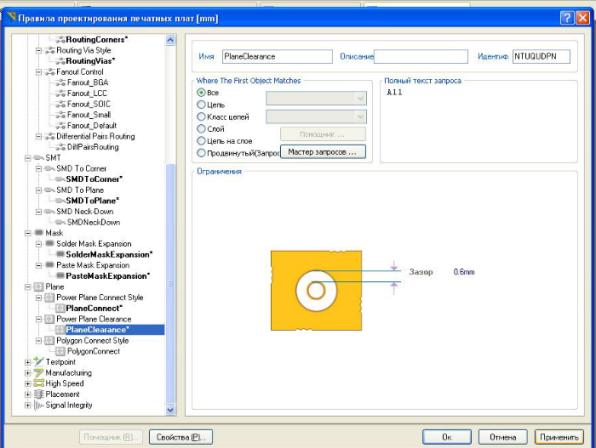 Правила проектирования печатных плат [mm]
RoutingCorners*
Routing Via Style
RoutingVias*
Fanout Control
Fanout_BGA
Fanout_LCC
Fanout_SOIC
Fanout_Small
Fanout_Default
Differential Pairs Routing
DiffPairsRouting
SMT
SMD To Corner
SMDToCorner*
SMD To Plane
SMDToPlane*
SMD Neck-Down
SMDNeckDown
Mask
Solder Mask Expansion
SolderMaskExpansion*
Paste Mask Expansion
PasteMaskExpansion*
Plane
Power Plane Connect Style
PlaneConnect*
Power Plane Clearance
PlaneClearance*
Polygon Connect Style
PolygonConnect
Testpoint
Manufacturing
High Speed
Placement
Signal Integrity
Имя PlaneClearance Описание Идентиф. NTUQUDPN
Where The First Object Matches
Все
Цепь
Класс цепей
Слой
Цепь на слое
Продвинутый(Запрос
Помощник ...
Мастер запросов ...
Полный текст запроса
All
Ограничения
Зазор 0.6mm
Помощник (R)... Свойства (P)... Ок Отмена Применить